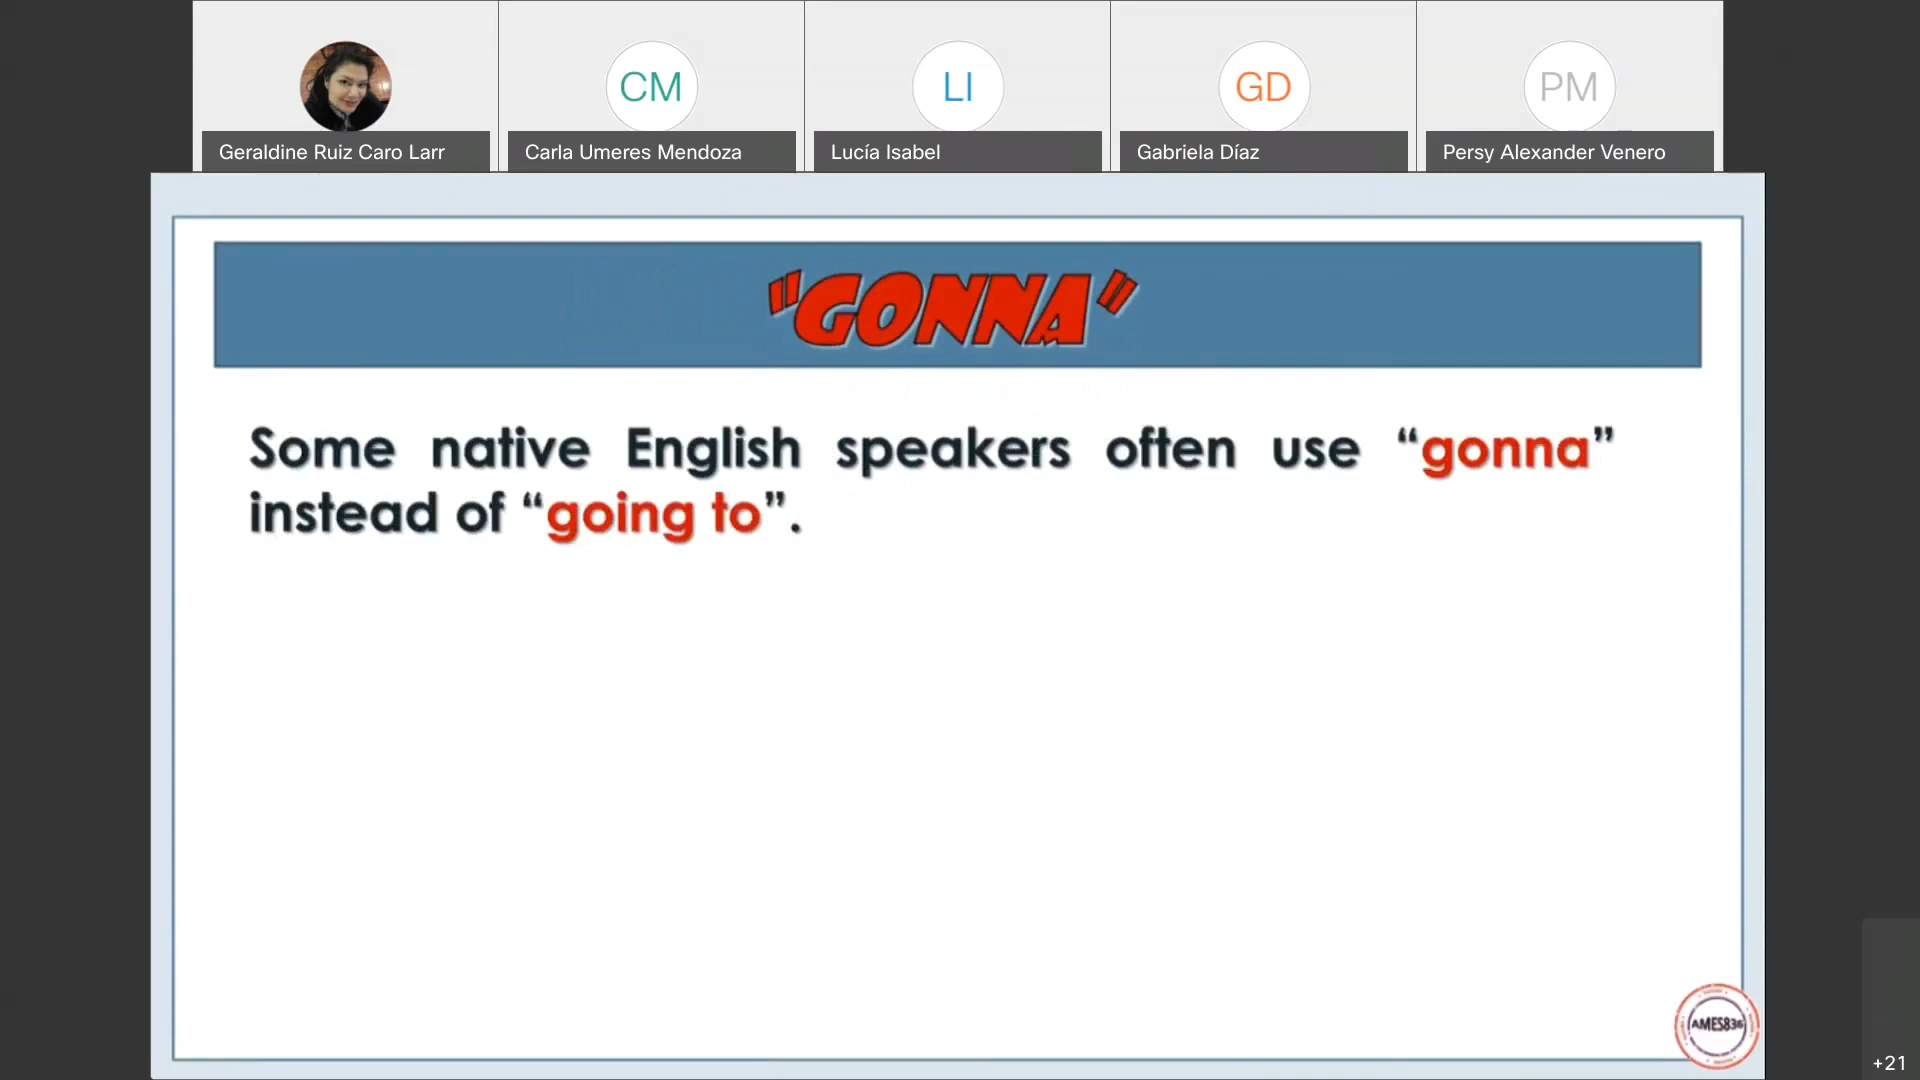 CM
LI
GD
PM
Geraldine Ruiz Caro Larr
Carla Umeres Mendoza
Lucía Isabel
Gabriela Díaz
Persy Alexander Venero
"GONNA"
Some native English speakers often use “gonna”
instead of “going to”.
AMES836
+21